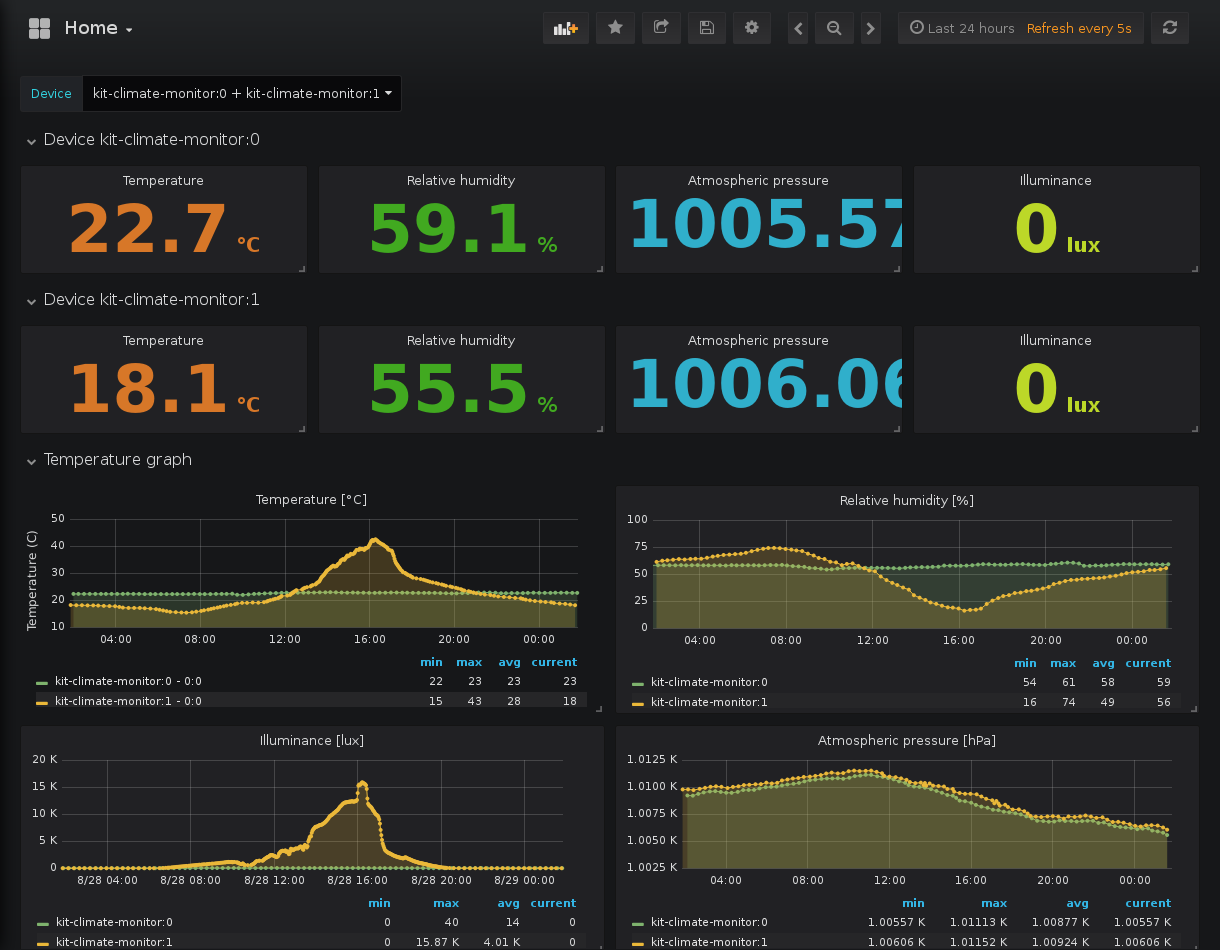 Home
Last 24 hours Refresh every 5s
Device kit-climate-monitor:0 + kit-climate-monitor:1
Device kit-climate-monitor:0
Temperature Relative humidity Atmospheric pressure Illuminance
22.7 °C 59.1 % 1005.57 0 lux
Device kit-climate-monitor:1
Temperature Relative humidity Atmospheric pressure Illuminance
18.1 °C 55.5 % 1006.06 0 lux
Temperature graph
Temperature [°C]
Temperature (C)
50
40
30
20
10
04:00 08:00 12:00 16:00 20:00 00:00
min max avg current
kit-climate-monitor:0 - 0:0 22 23 23 23
kit-climate-monitor:1 - 0:0 15 43 28 18
Relative humidity [%]
100
75
50
25
0
04:00 08:00 12:00 16:00 20:00 00:00
min max avg current
kit-climate-monitor:0 54 61 58 59
kit-climate-monitor:1 16 74 49 56
Illuminance [lux]
20 K
15 K
10 K
5 K
0
8/28 04:00 8/28 08:00 8/28 12:00 8/28 16:00 8/28 20:00 8/29 00:00
min max avg current
kit-climate-monitor:0 0 40 14 0
kit-climate-monitor:1 0 15.87 K 4.01 K 0
Atmospheric pressure [hPa]
1.0125 K
1.0100 K
1.0075 K
1.0050 K
1.0025 K
04:00 08:00 12:00 16:00 20:00 00:00
min max avg current
kit-climate-monitor:0 1.00557 K 1.01113 K 1.00877 K 1.00557 K
kit-climate-monitor:1 1.00606 K 1.01152 K 1.00924 K 1.00606 K